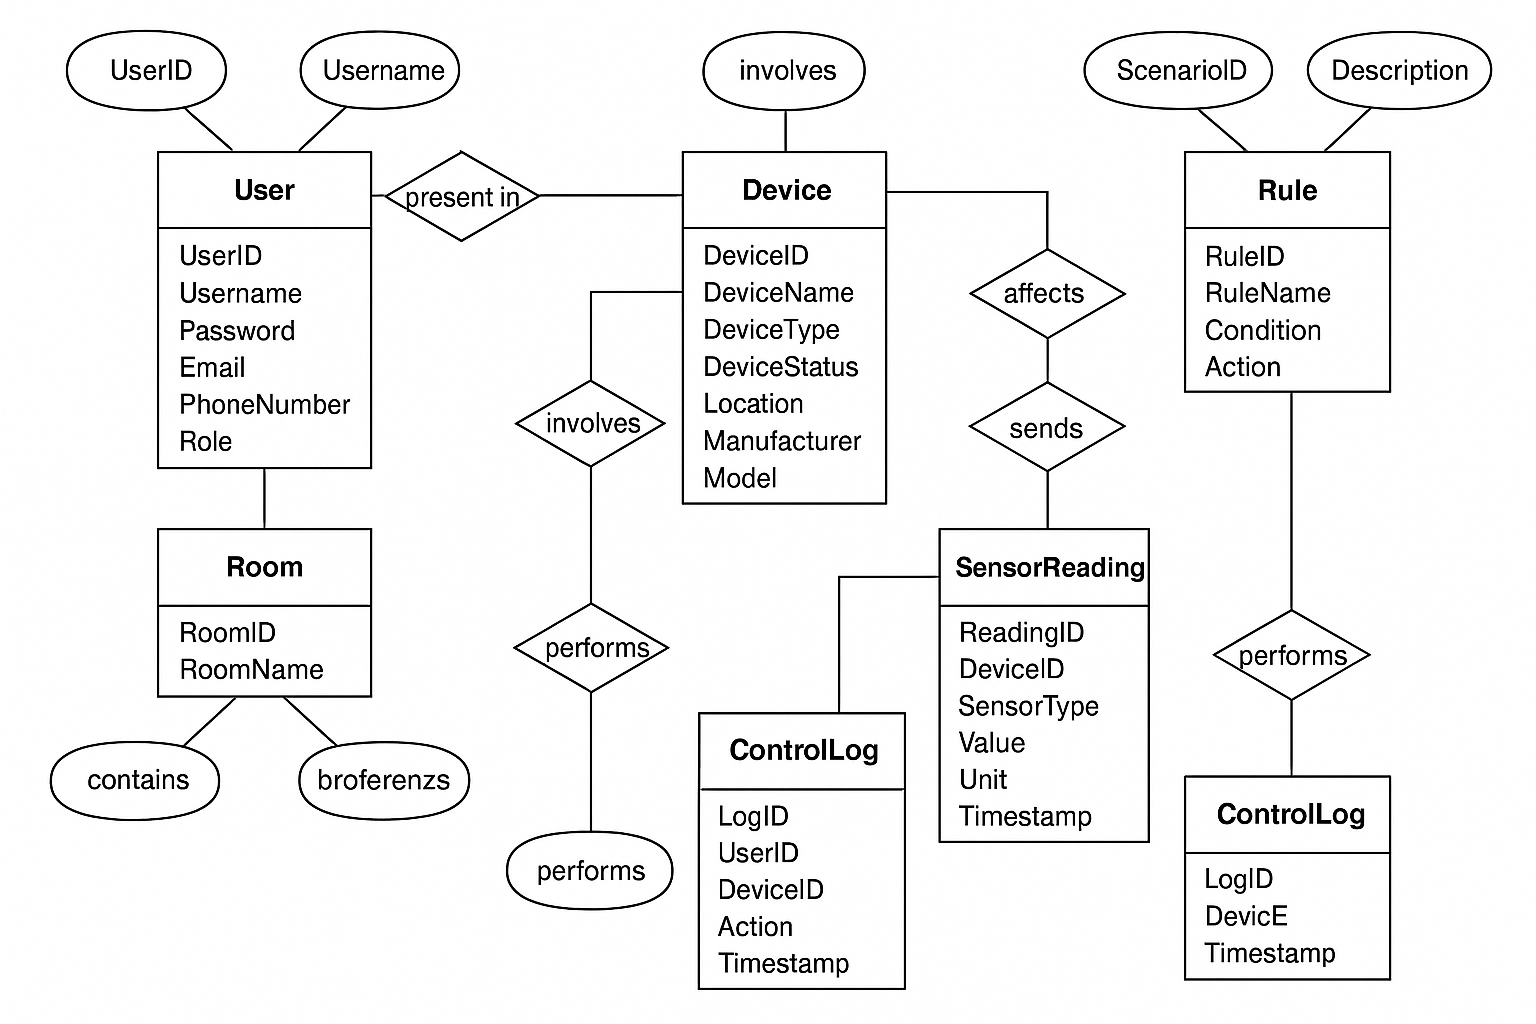 UserID
Username
involves
ScenarioID
Description
User
present in
Device
Rule
UserID
Username
Password
Email
PhoneNumber
Role
DeviceID
DeviceName
DeviceType
DeviceStatus
Location
Manufacturer
Model
affects
sends
RuleID
RuleName
Condition
Action
involves
performs
performs
Room
RoomID
RoomName
contains
broferenzs
SensorReading
ReadingID
DeviceID
SensorType
Value
Unit
Timestamp
performs
ControlLog
LogID
UserID
DeviceID
Action
Timestamp
ControlLog
LogID
DevicE
Timestamp